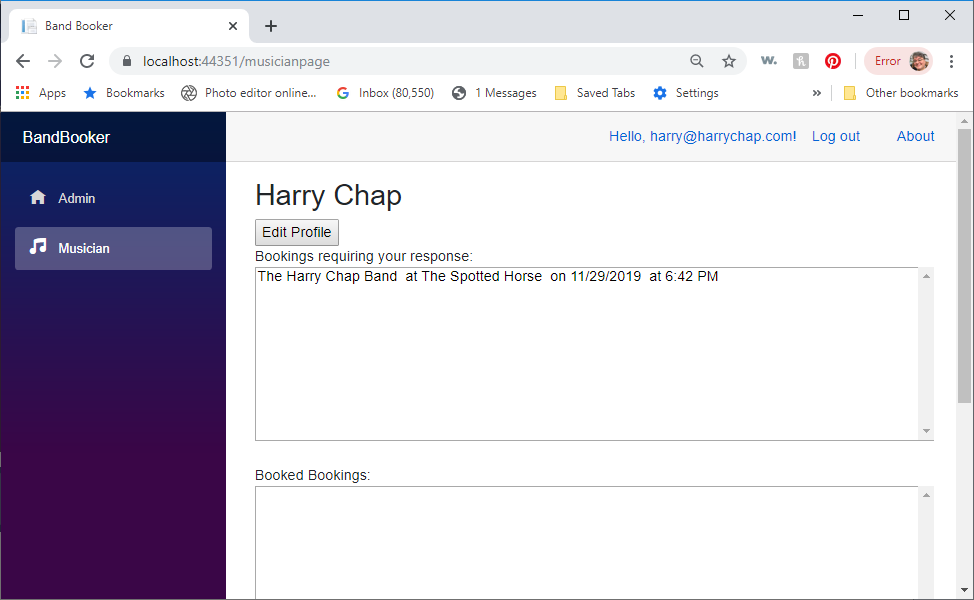 Band Booker
localhost:44351/musicianpage
W.
Error
Apps
Bookmarks
Photo editor online...
Inbox (80,550)
1 Messages
Saved Tabs
Settings
»
Other bookmarks
BandBooker
Hello, harry@harrychap.com!
Log out
About
Admin
Musician
Harry Chap
Edit Profile
Bookings requiring your response:
The Harry Chap Band at The Spotted Horse on 11/29/2019 at 6:42 PM
Booked Bookings: